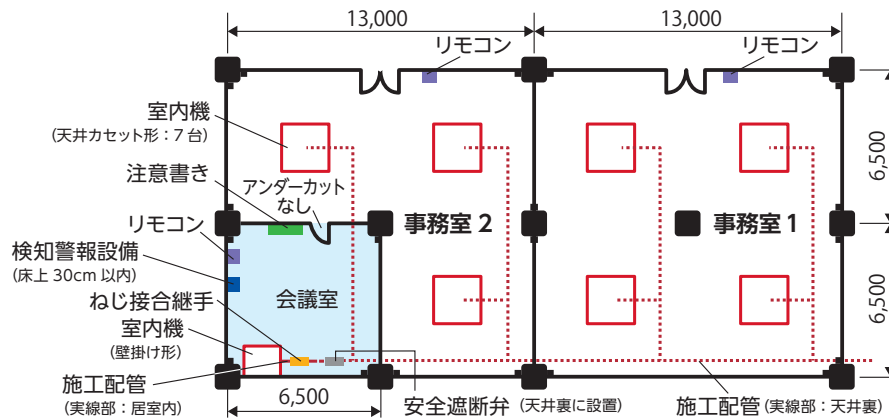 13,000
13,000
リモコン
リモコン
室内機
(天井カセット形：7 台)
注意書き
アンダーカット
なし
リモコン
事務室 2
事務室 1
6,500
6,500
検知警報設備
(床上 30cm 以内)
会議室
ねじ接合継手
室内機
(壁掛け形)
施工配管
(実線部：居室内)
6,500
安全遮断弁 (天井裏に設置)
施工配管 (実線部：天井裏)